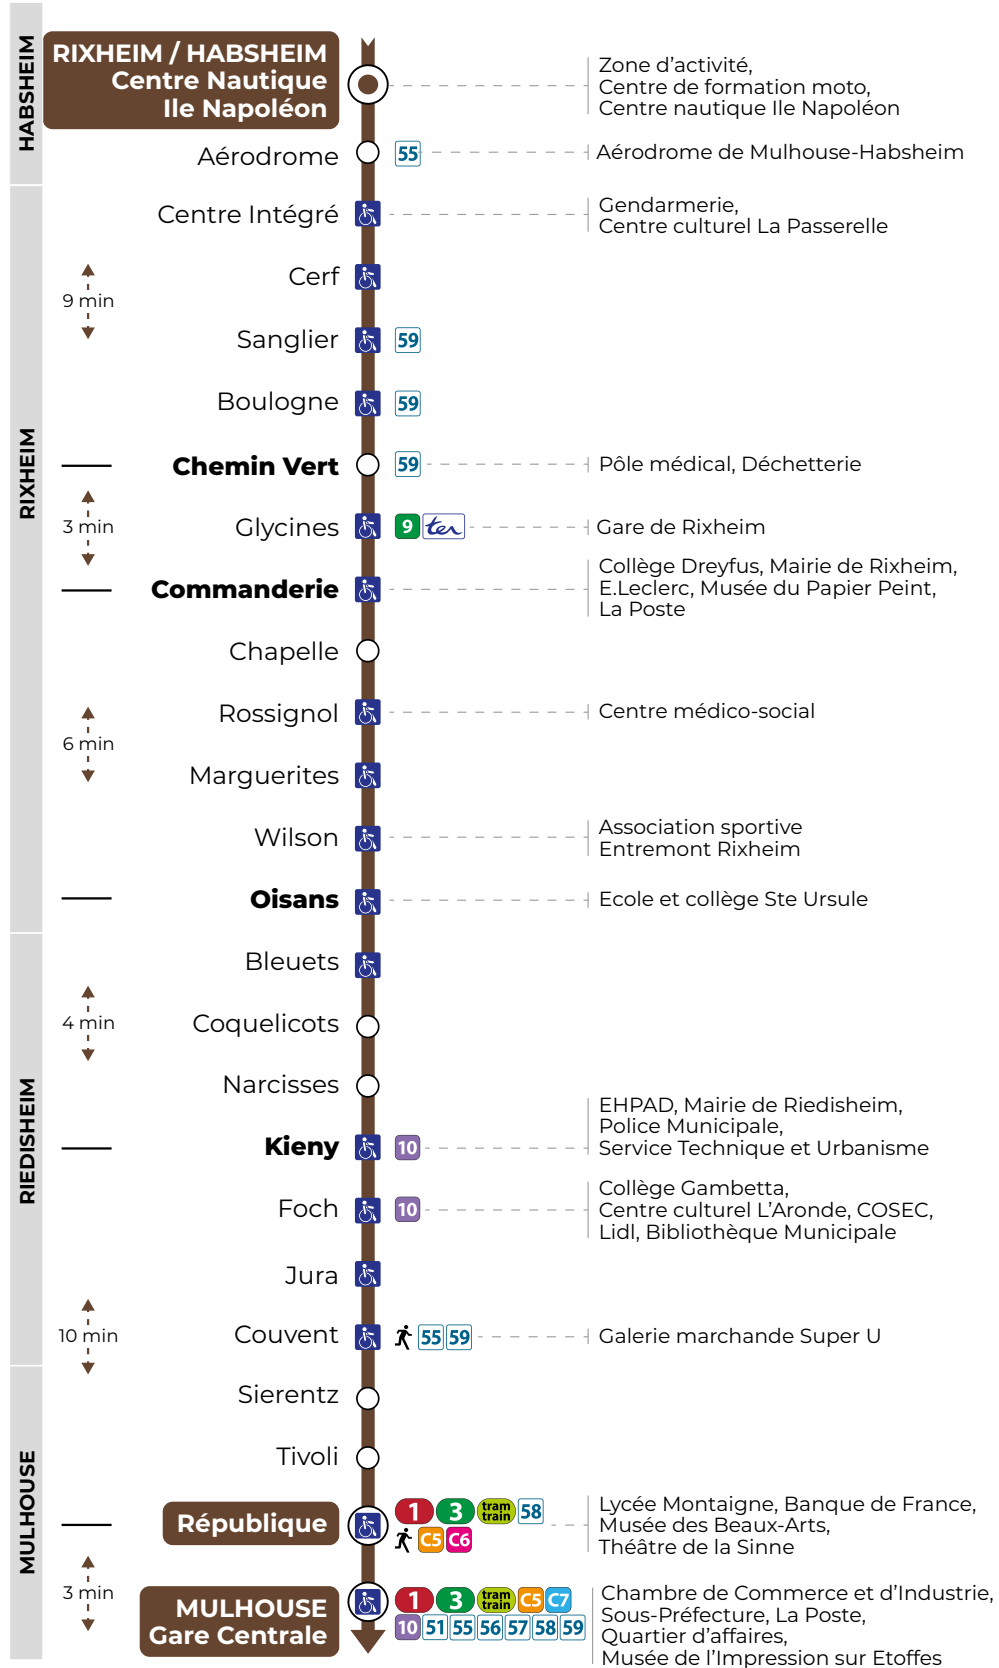 HABSHEIM
RIXHEIM / HABSHEIM
Centre Nautique
Ile Napoléon
Zone d'activité,
Centre de formation moto,
Centre nautique Ile Napoléon
Aérodrome 55 Aérodrome de Mulhouse-Habsheim
RIXHEIM
Centre Intégré
Gendarmerie,
Centre culturel La Passerelle
Cerf
9 min
Sanglier 59
Boulogne 59
Chemin Vert 59 Pôle médical, Déchetterie
3 min
Glycines 9 ter Gare de Rixheim
Commanderie
Collège Dreyfus, Mairie de Rixheim,
E.Leclerc, Musée du Papier Peint,
La Poste
Chapelle
Rossignol Centre médico-social
6 min
Marguerites
Wilson
Association sportive
Entremont Rixheim
Oisans Ecole et collège Ste Ursule
RIEDISHEIM
Bleuets
4 min
Coquelicots
Narcisses
Kieny 10
EHPAD, Mairie de Riedisheim,
Police Municipale,
Service Technique et Urbanisme
Foch 10
Collège Gambetta,
Centre culturel L'Aronde, COSEC,
Lidl, Bibliothèque Municipale
Jura
10 min
Couvent 55 59 Galerie marchande Super U
MULHOUSE
Sierentz
Tivoli
République
1 3 tram train 58
C5 C6
Lycée Montaigne, Banque de France,
Musée des Beaux-Arts,
Théâtre de la Sinne
3 min
MULHOUSE
Gare Centrale
1 3 tram train C5 C7
10 51 55 56 57 58 59
Chambre de Commerce et d'Industrie,
Sous-Préfecture, La Poste,
Quartier d'affaires,
Musée de l'Impression sur Etoffes